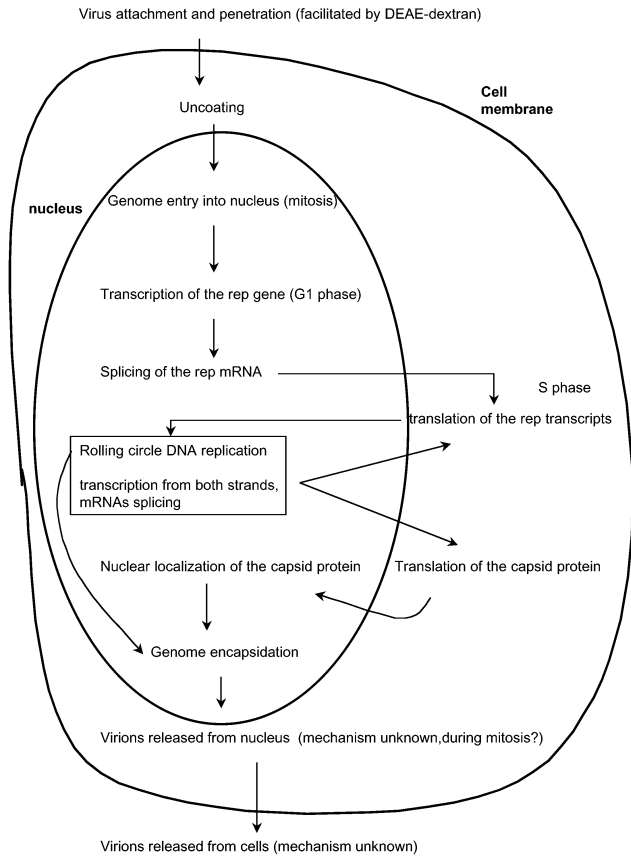 Virus attachment and penetration (facilitated by DEAE-dextran)
Uncoating
Cell
membrane
nucleus
Genome entry into nucleus (mitosis)
Transcription of the rep gene (G1 phase)
Splicing of the rep mRNA
S phase
translation of the rep transcripts
Rolling circle DNA replication
transcription from both strands,
mRNAs splicing
Nuclear localization of the capsid protein
Translation of the capsid protein
Genome encapsidation
Virions released from nucleus (mechanism unknown,during mitosis?)
Virions released from cells (mechanism unknown)